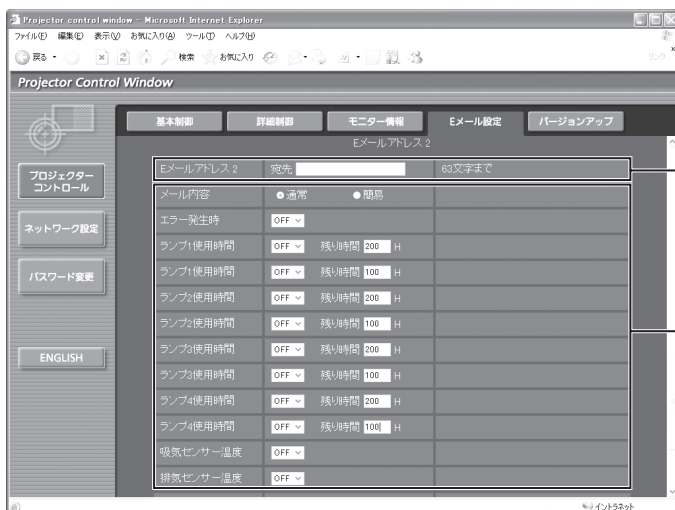 Projector control window - Microsoft Internet Explorer
ファイル(F) 編集(E) 表示(V) お気に入り(A) ツール(T) ヘルプ(H)
戻る 検索 お気に入り リンク
Projector Control Window
基本制御 詳細制御 モニター情報 Eメール設定 バージョンアップ
Eメールアドレス 2
プロジェクター
コントロール
ネットワーク設定
パスワード変更
ENGLISH
Eメールアドレス 2 宛先 63文字まで
メール内容 通常 簡易
エラー発生時 OFF
ランプ1使用時間 OFF 残り時間 200 H
ランプ1使用時間 OFF 残り時間 100 H
ランプ2使用時間 OFF 残り時間 200 H
ランプ2使用時間 OFF 残り時間 100 H
ランプ3使用時間 OFF 残り時間 200 H
ランプ3使用時間 OFF 残り時間 100 H
ランプ4使用時間 OFF 残り時間 200 H
ランプ4使用時間 OFF 残り時間 100 H
吸気センサー温度 OFF
排気センサー温度 OFF
イントラネット